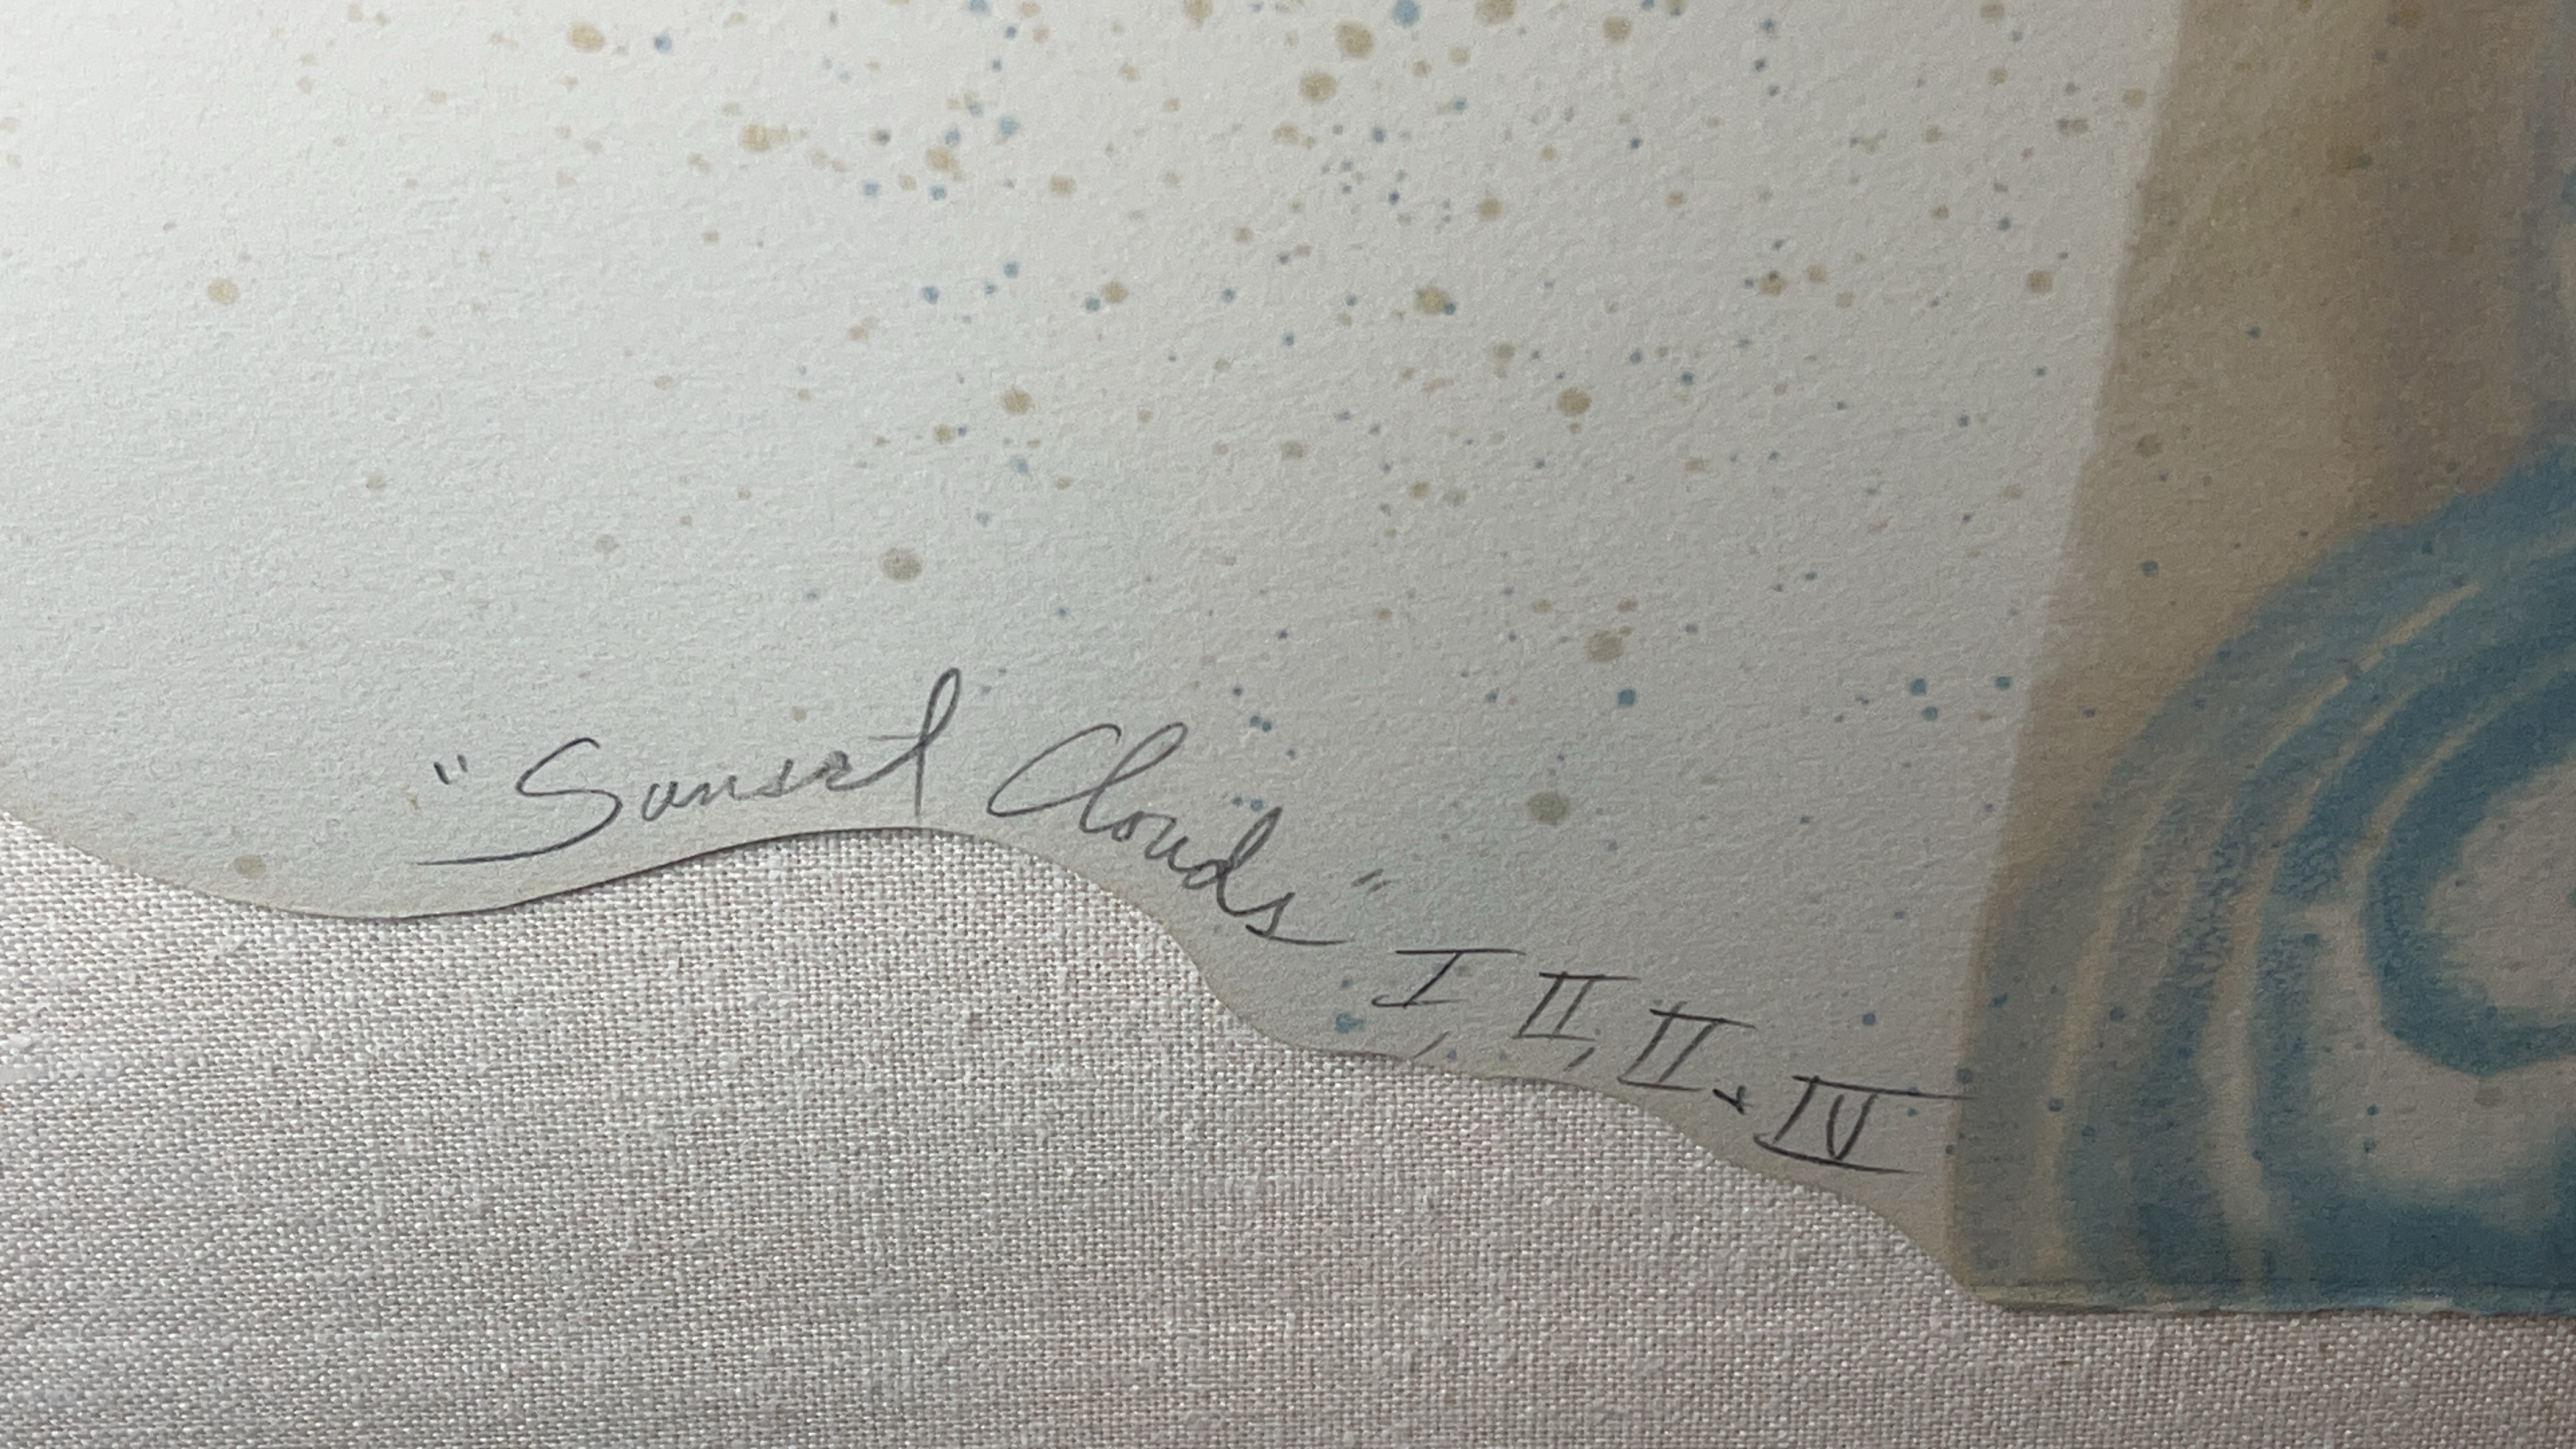 "Sunset Clouds" I, II, II & IV